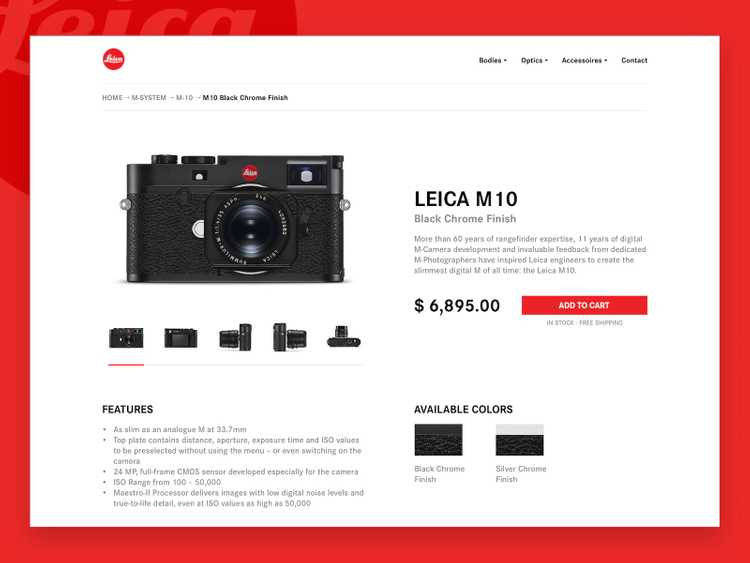 Leica
Leica
Bodies Optics Accessoires Contact
HOME → M-SYSTEM → M-10 → M10 Black Chrome Finish
Leica
LEICA M10
Black Chrome Finish
More than 60 years of rangefinder expertise, 11 years of digital
M-Camera development and invaluable feedback from dedicated
M-Photographers have inspired Leica engineers to create the
slimmest digital M of all time: the Leica M10.
$ 6,895.00
ADD TO CART
IN STOCK · FREE SHIPPING
FEATURES
• As slim as an analogue M at 33.7mm
• Top plate contains distance, aperture, exposure time and ISO values
to be preselected without using the menu – or even switching on the
camera
• 24 MP, full-frame CMOS sensor developed especially for the camera
• ISO Range from 100 – 50,000
• Maestro-II Processor delivers images with low digital noise levels and
true-to-life detail, even at ISO values as high as 50,000
AVAILABLE COLORS
Black Chrome
Finish
Silver Chrome
Finish